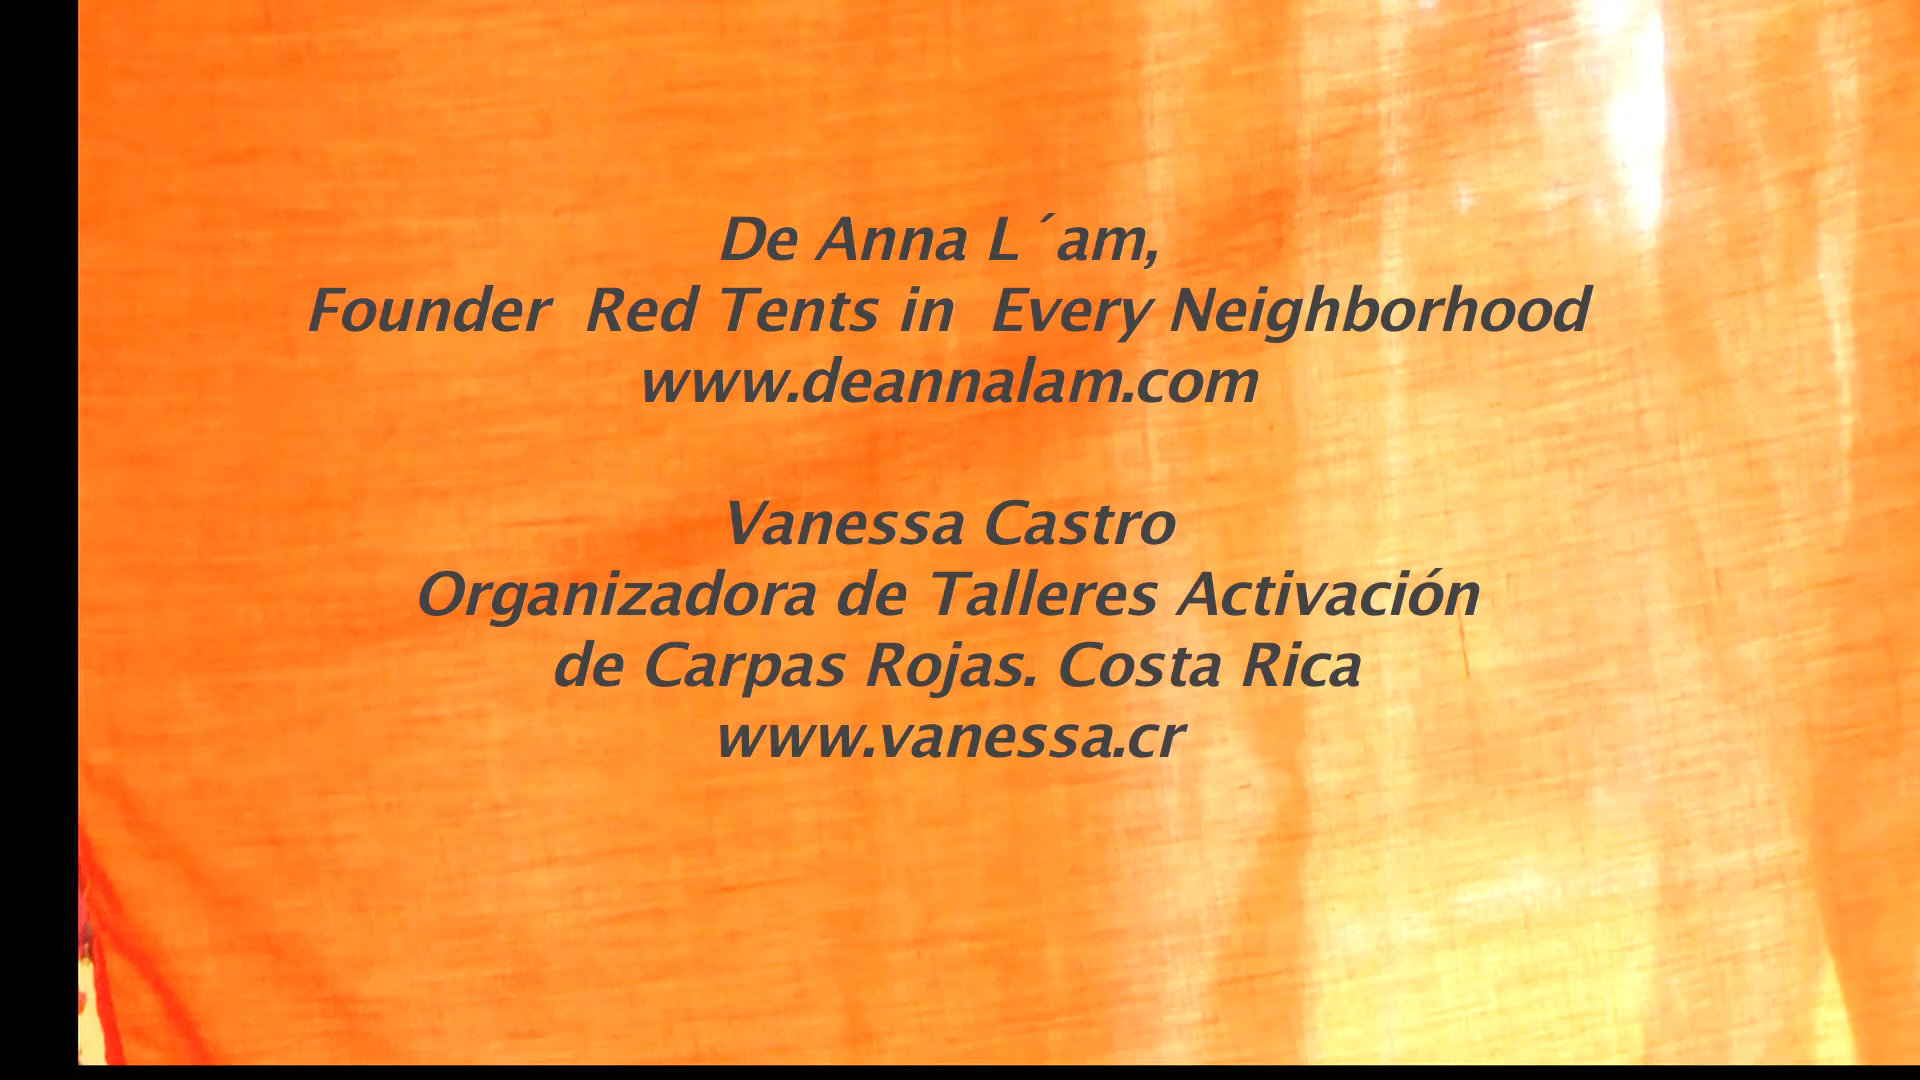 De Anna L´am,
Founder Red Tents in Every Neighborhood
www.deannalam.com
Vanessa Castro
Organizadora de Talleres Activación
de Carpas Rojas. Costa Rica
www.vanessa.cr